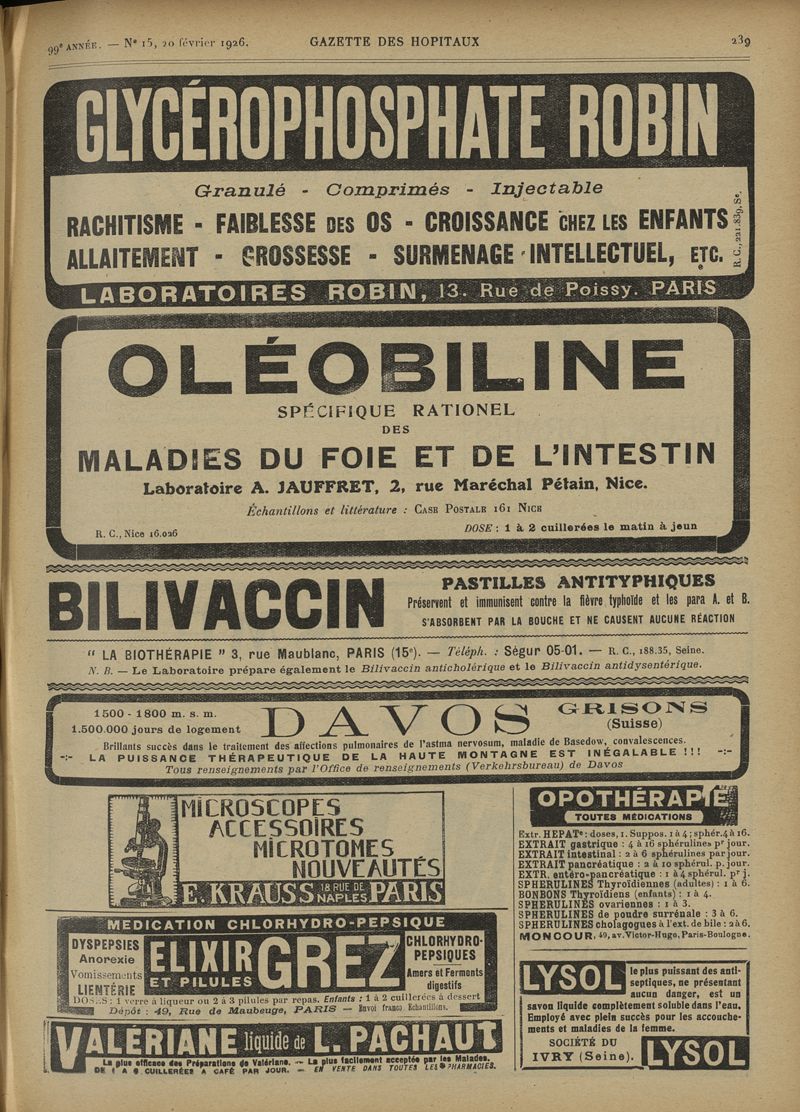 99e ANNÉE. — No 15, 20 février 1926.
GAZETTE DES HOPITAUX
239
GLYCÉROPHOSPHATE ROBIN
Granulé - Comprimés - Injectable
RACHITISME - FAIBLESSE DES OS - CROISSANCE CHEZ LES ENFANTS
ALLAITEMENT - GROSSESSE - SURMENAGE INTELLECTUEL, ETC.
R. C., 221.839, Se.
LABORATOIRES ROBIN, 13. Rue de Poissy. PARIS
OLÉOBILINE
SPÉCIFIQUE RATIONEL
DES
MALADIES DU FOIE ET DE L'INTESTIN
Laboratoire A. JAUFFRET, 2, rue Maréchal Pétain, Nice.
Échantillons et littérature : CASE POSTALE 161 NICE
R. C., Nice 16.026
DOSE : 1 à 2 cuillerées le matin à jeun
BILIVACCIN
PASTILLES ANTITYPHIQUES
Préservent et immunisent contre la fièvre typhoïde et les para A. et B.
S'ABSORBENT PAR LA BOUCHE ET NE CAUSENT AUCUNE RÉACTION
" LA BIOTHÉRAPIE " 3, rue Maublanc, PARIS (15e). — Téléph. : Ségur 05-01. — R. C., 188.35, Seine.
N. B. — Le Laboratoire prépare également le Bilivaccin anticholérique et le Bilivaccin antidysentérique.
1500 - 1800 m. s. m.
1.500.000 jours de logement
DAVOS
GRISONS
(Suisse)
Brillants succès dans le traitement des affections pulmonaires de l'astma nervosum, maladie de Basedow, convalescences.
-:- LA PUISSANCE THÉRAPEUTIQUE DE LA HAUTE MONTAGNE EST INÉGALABLE !!! -:-
Tous renseignements par l'Office de renseignements (Verkehrsbureau) de Davos
MICROSCOPES
ACCESSOIRES
MICROTOMES
NOUVEAUTÉS
E. KRAUSS 18 RUE DE NAPLES PARIS
MEDICATION CHLORHYDRO-PEPSIQUE
DYSPEPSIES
Anorexie
Vomissements
LIENTÉRIE
ELIXIR
ET PILULES
GREZ
CHLORHYDRO-
PEPSIQUES
Amers et Ferments
digestifs
DOSES : 1 verre à liqueur ou 2 à 3 pilules par repas. Enfants : 1 à 2 cuillerées à dessert
Dépôt : 49, Rue de Maubeuge, PARIS — Envoi franco Echantillons.
VALÉRIANE liquide de L. PACHAUT
La plus efficace des Préparations de Valériane. — La plus facilement acceptée par les Malades.
DE 1 A 6 CUILLERÉES A CAFÉ PAR JOUR. — EN VENTE DANS TOUTES LES PHARMACIES.
OPOTHÉRAPIE
TOUTES MÉDICATIONS
Extr. HEPATe : doses, 1. Suppos. 1 à 4 ; sphér. 4 à 16.
EXTRAIT gastrique : 4 à 16 sphérulines pr jour.
EXTRAIT intestinal : 2 à 6 sphérulines par jour.
EXTRAIT pancréatique : 2 à 10 sphérul. p. jour.
EXTR. entéro-pancréatique : 1 à 4 sphérul. pr j.
SPHERULINES Thyroïdiennes (adultes) : 1 à 6.
BONBONS Thyroïdiens (enfants) : 1 à 4.
SPHERULINES ovariennes : 1 à 3.
SPHERULINES de poudre surrénale : 3 à 6.
SPHERULINES cholagogues à l'ext. de bile : 2 à 6.
MONCOUR, 49, av. Victor-Hugo, Paris-Boulogne.
LYSOL
le plus puissant des anti-
septiques, ne présentant
aucun danger, est un
savon liquide complètement soluble dans l'eau.
Employé avec plein succès pour les accouche-
ments et maladies de la femme.
SOCIÉTÉ DU
IVRY (Seine).
LYSOL